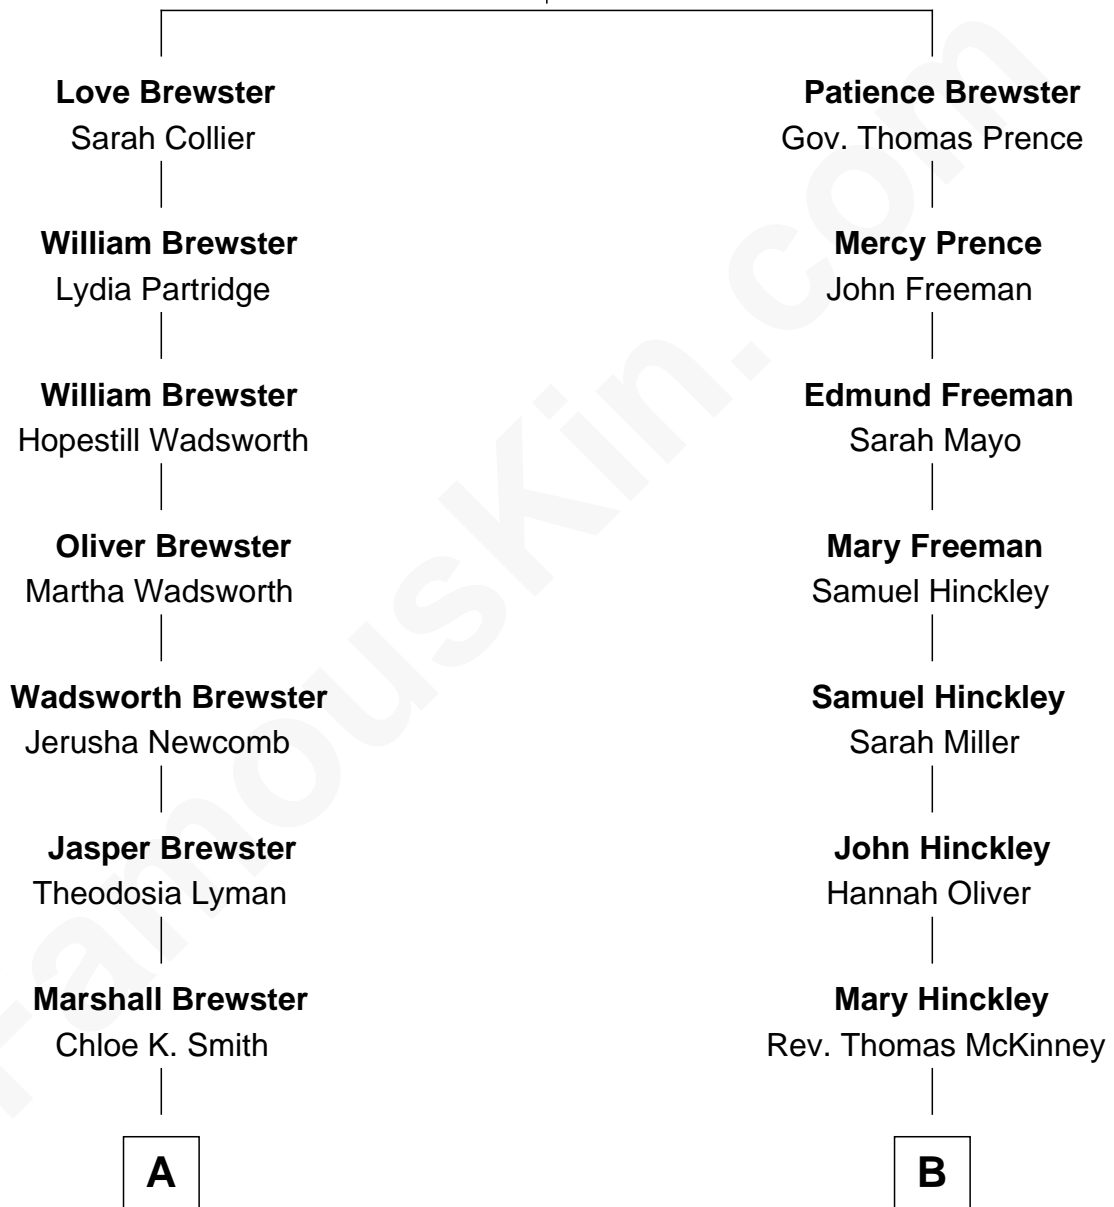 Love Brewster
Sarah Collier
William Brewster
Lydia Partridge
William Brewster
Hopestill Wadsworth
Oliver Brewster
Martha Wadsworth
Wadsworth Brewster
Jerusha Newcomb
Jasper Brewster
Theodosia Lyman
Marshall Brewster
Chloe K. Smith
A
Patience Brewster
Gov. Thomas Prence
Mercy Prence
John Freeman
Edmund Freeman
Sarah Mayo
Mary Freeman
Samuel Hinckley
Samuel Hinckley
Sarah Miller
John Hinckley
Hannah Oliver
Mary Hinckley
Rev. Thomas McKinney
B
FamousKin.com